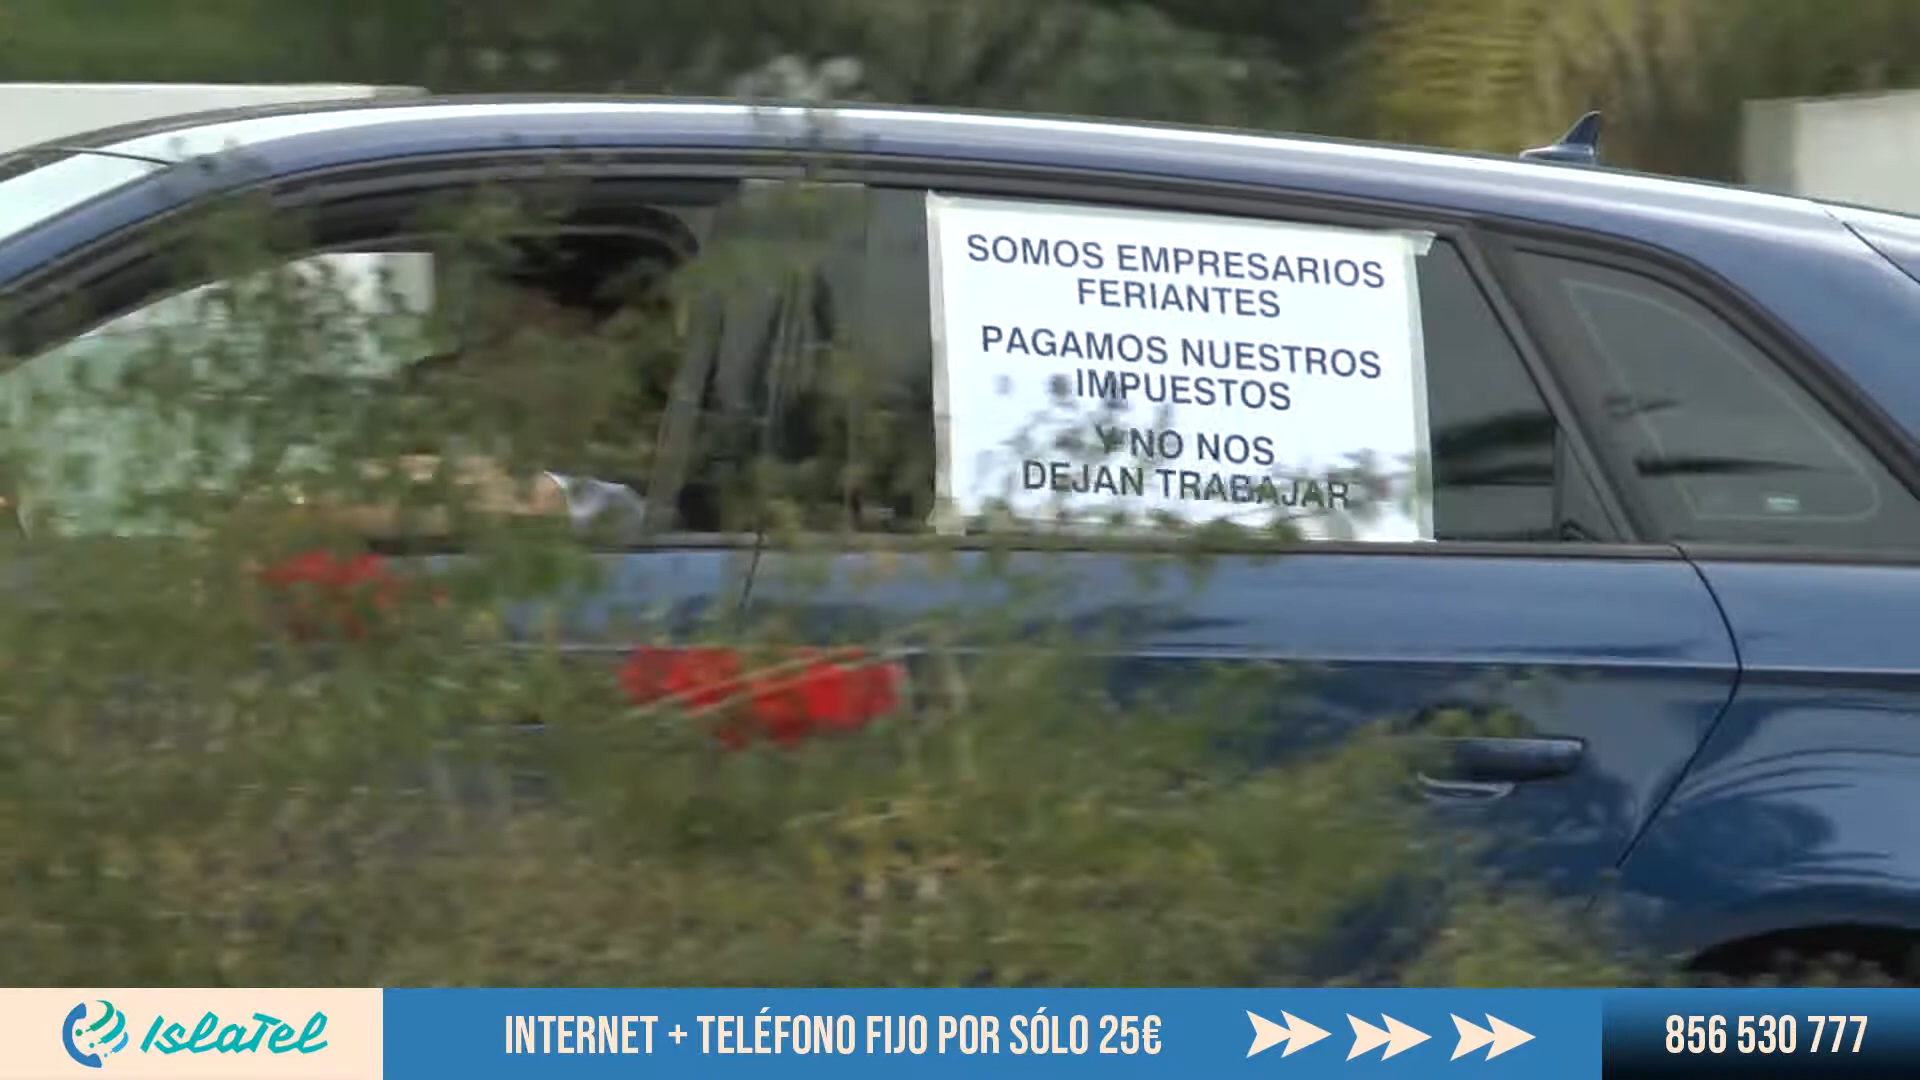 SOMOS EMPRESARIOS
FERIANTES
PAGAMOS NUESTROS
IMPUESTOS
Y NO NOS
DEJAN TRABAJAR
IslaTel
INTERNET + TELÉFONO FIJO POR SÓLO 25€
856 530 777